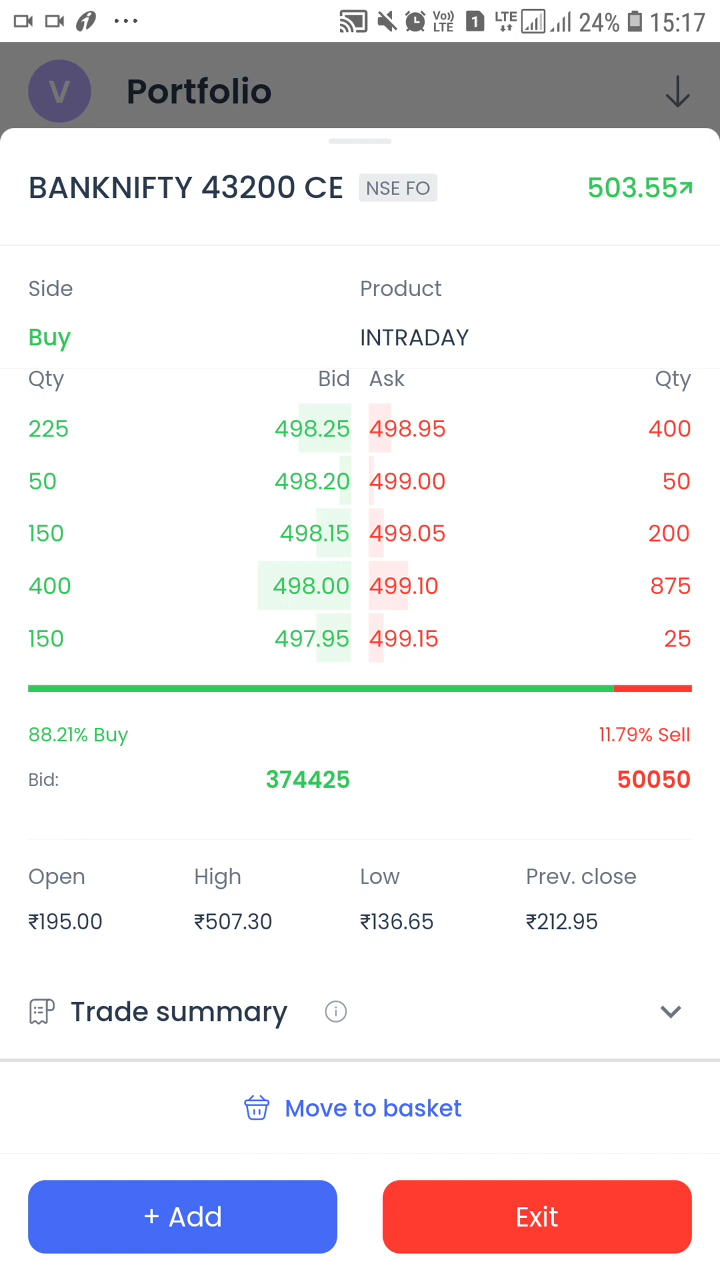 Vo)) LTE 1 LTE 24% 15:17
V Portfolio
BANKNIFTY 43200 CE NSE FO 503.55
Side Product
Buy INTRADAY
Qty Bid Ask Qty
225 498.25 498.95 400
50 498.20 499.00 50
150 498.15 499.05 200
400 498.00 499.10 875
150 497.95 499.15 25
88.21% Buy 11.79% Sell
Bid: 374425 50050
Open High Low Prev. close
₹195.00 ₹507.30 ₹136.65 ₹212.95
Trade summary
Move to basket
+ Add Exit